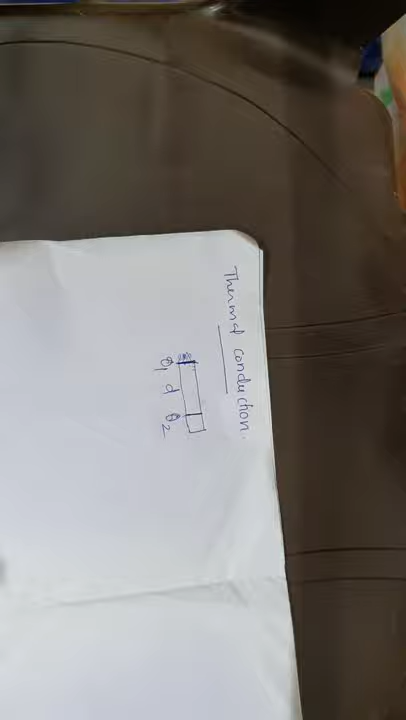 Thermal conduction.
θ₁ d θ₂